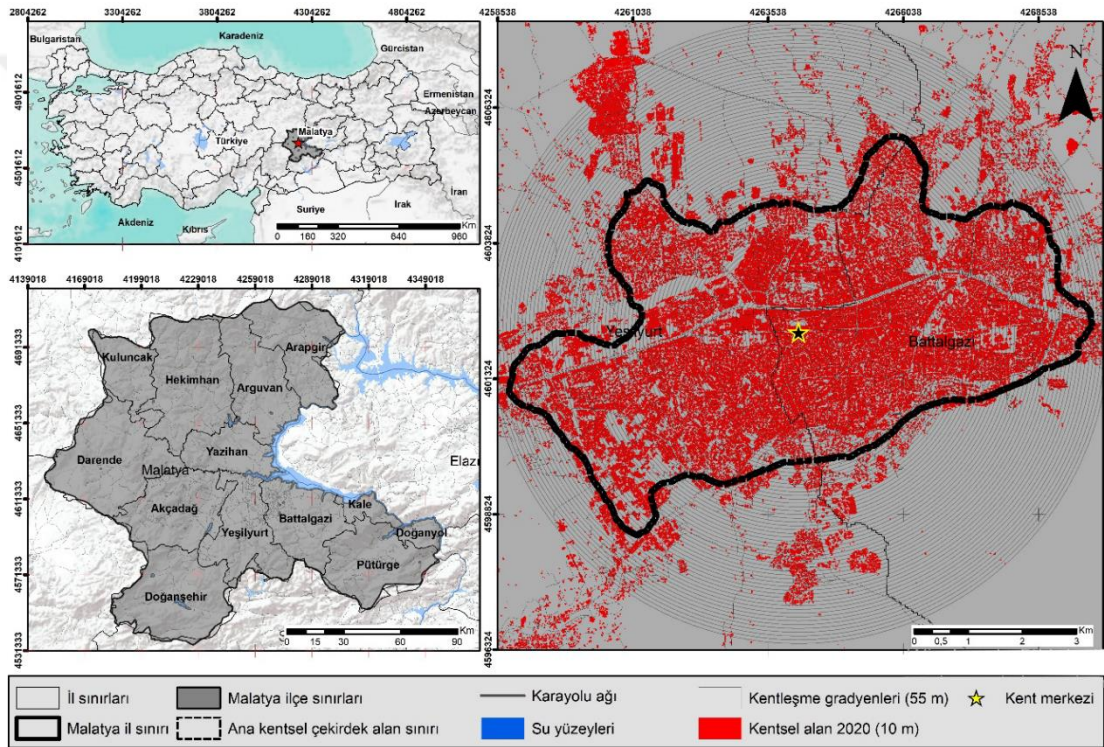 2804262 3304262 3804262 4304262 4804262
4901612
4501612
4101612
Bulgaristan
Karadeniz
Gürcistan
Ermenistan
Azerbeycan
Türkiye
Malatya
İran
Akdeniz
Kıbrıs
Suriye
Irak
0 160 320 640 960
Km
4139018 4169018 4199018 4229018 4259018 4289018 4319018 4349018
4691333
4651333
4611333
4571333
4531333
Kuluncak
Hekimhan
Arapgir
Arguvan
Darende
Malatya
Yazihan
Elazı
Akçadağ
Yeşilyurt
Battalgazi
Kale
Doğanyol
Pütürge
Doğanşehir
0 15 30 60 90
Km
4258538 4261038 4263538 4266038 4268538
4606324
4603824
4601324
4598824
4596324
N
Yeşilyurt
Battalgazi
0 0,5 1 2 3
Km
İl sınırları
Malatya ilçe sınırları
Karayolu ağı
Kentleşme gradyenleri (55 m)
Kent merkezi
Malatya il sınırı
Ana kentsel çekirdek alan sınırı
Su yüzeyleri
Kentsel alan 2020 (10 m)